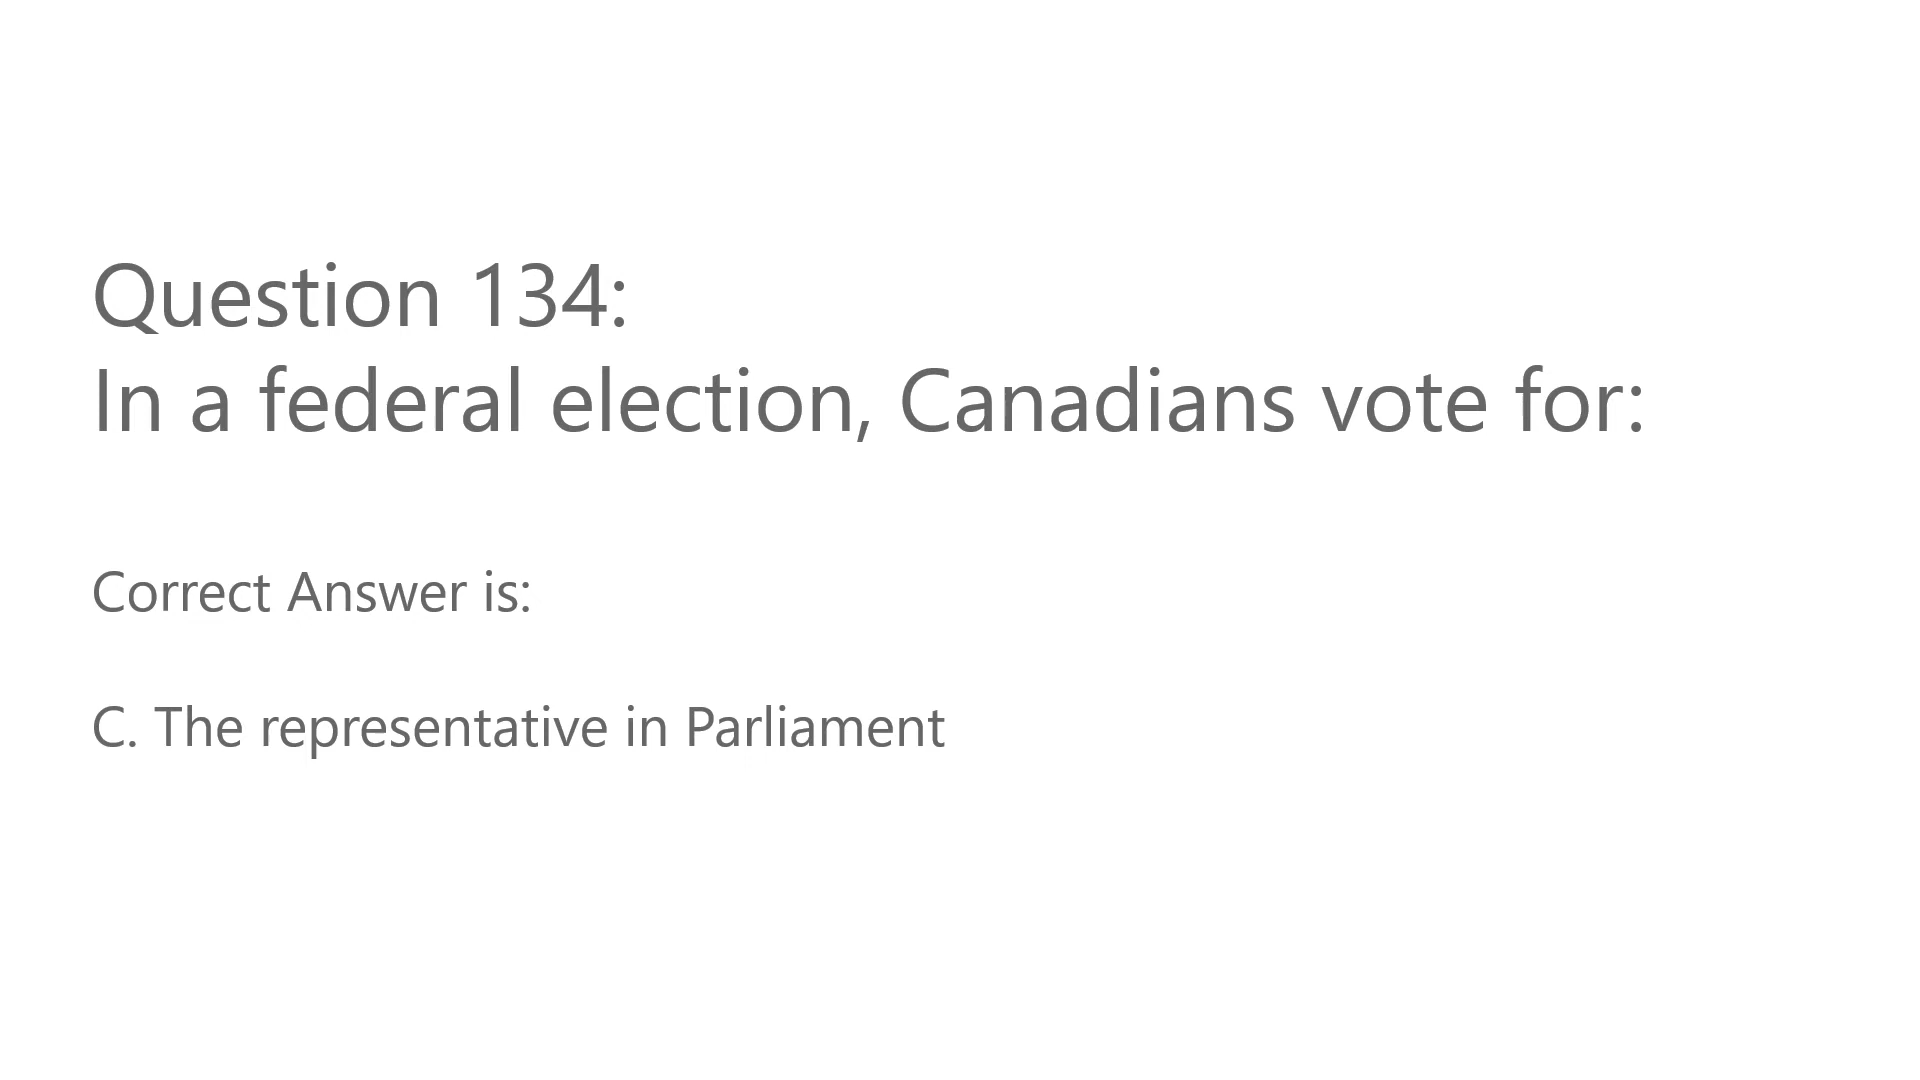 Question 134:
In a federal election, Canadians vote for:
Correct Answer is:
C. The representative in Parliament